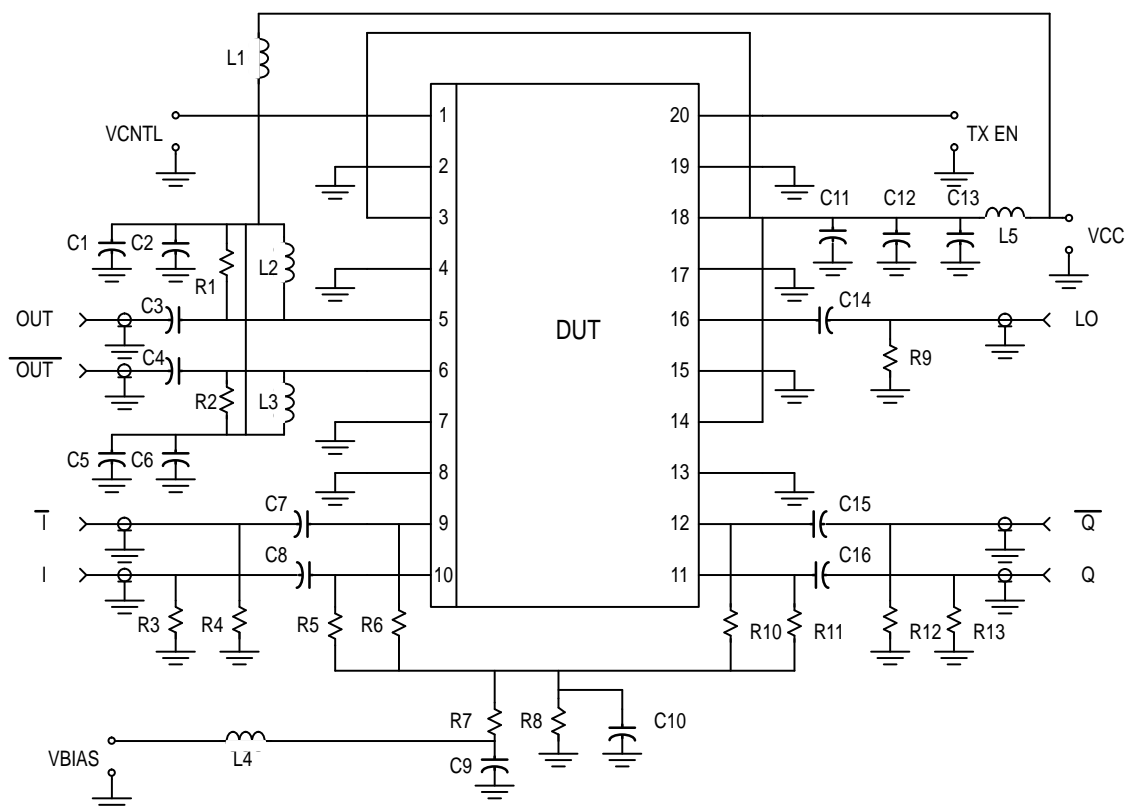 L1
VCNTL
1
20
TX EN
2
19
C11
C12
C13
3
18
L5
VCC
C1
C2
R1
L2
4
17
C3
C14
OUT
5
DUT
16
LO
OUT
C4
6
15
R9
R2
L3
7
14
C5
C6
8
13
I
C7
9
12
C15
Q
I
C8
10
11
C16
Q
R3
R4
R5
R6
R10
R11
R12
R13
R7
R8
C10
VBIAS
L4
C9